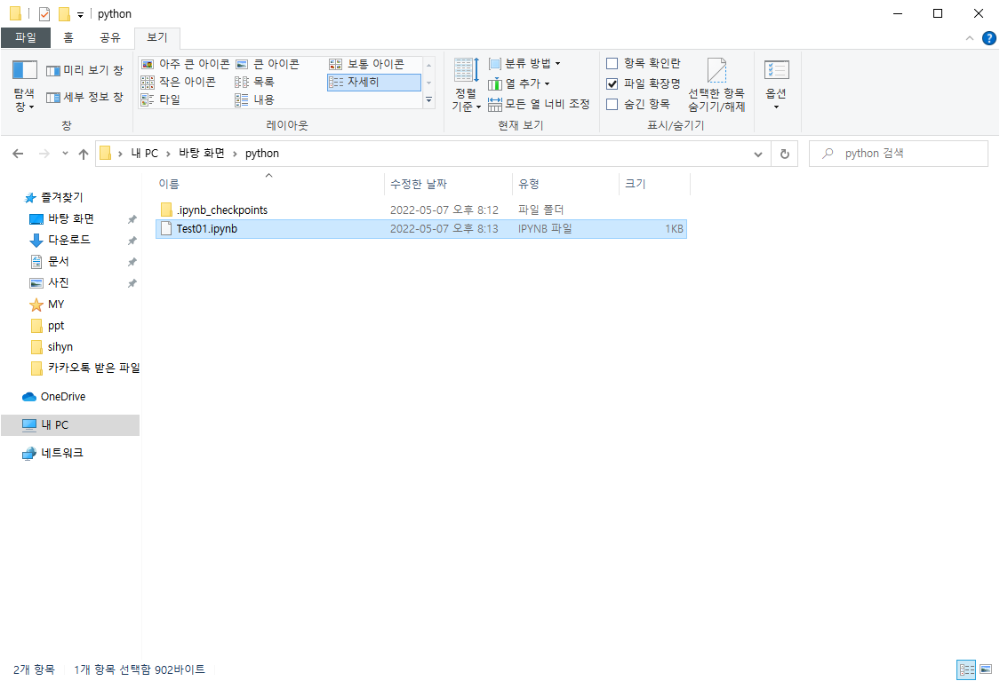 python
파일 홈 공유 보기
탐색 창
미리 보기 창
세부 정보 창
창
아주 큰 아이콘 큰 아이콘 보통 아이콘
작은 아이콘 목록 자세히
타일 내용
레이아웃
정렬 기준
분류 방법
열 추가
모든 열 너비 조정
현재 보기
항목 확인란
파일 확장명
숨긴 항목
선택한 항목
숨기기/해제
표시/숨기기
옵션
내 PC 바탕 화면 python
python 검색
이름 수정한 날짜 유형 크기
.ipynb_checkpoints 2022-05-07 오후 8:12 파일 폴더
Test01.ipynb 2022-05-07 오후 8:13 IPYNB 파일 1KB
즐겨찾기
바탕 화면
다운로드
문서
사진
MY
ppt
sihyn
카카오톡 받은 파일
OneDrive
내 PC
네트워크
2개 항목 1개 항목 선택함 902바이트